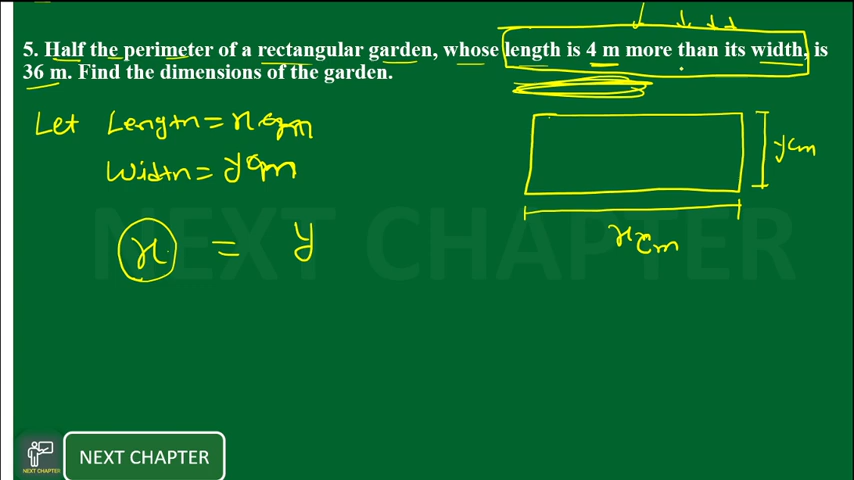 5. Half the perimeter of a rectangular garden, whose length is 4 m more than its width, is
36 m. Find the dimensions of the garden.
Let Length = x cm
Width = y cm
y cm
x = y
x cm
NEXT CHAPTER
NEXT CHAPTER
NEXT CHAPTER